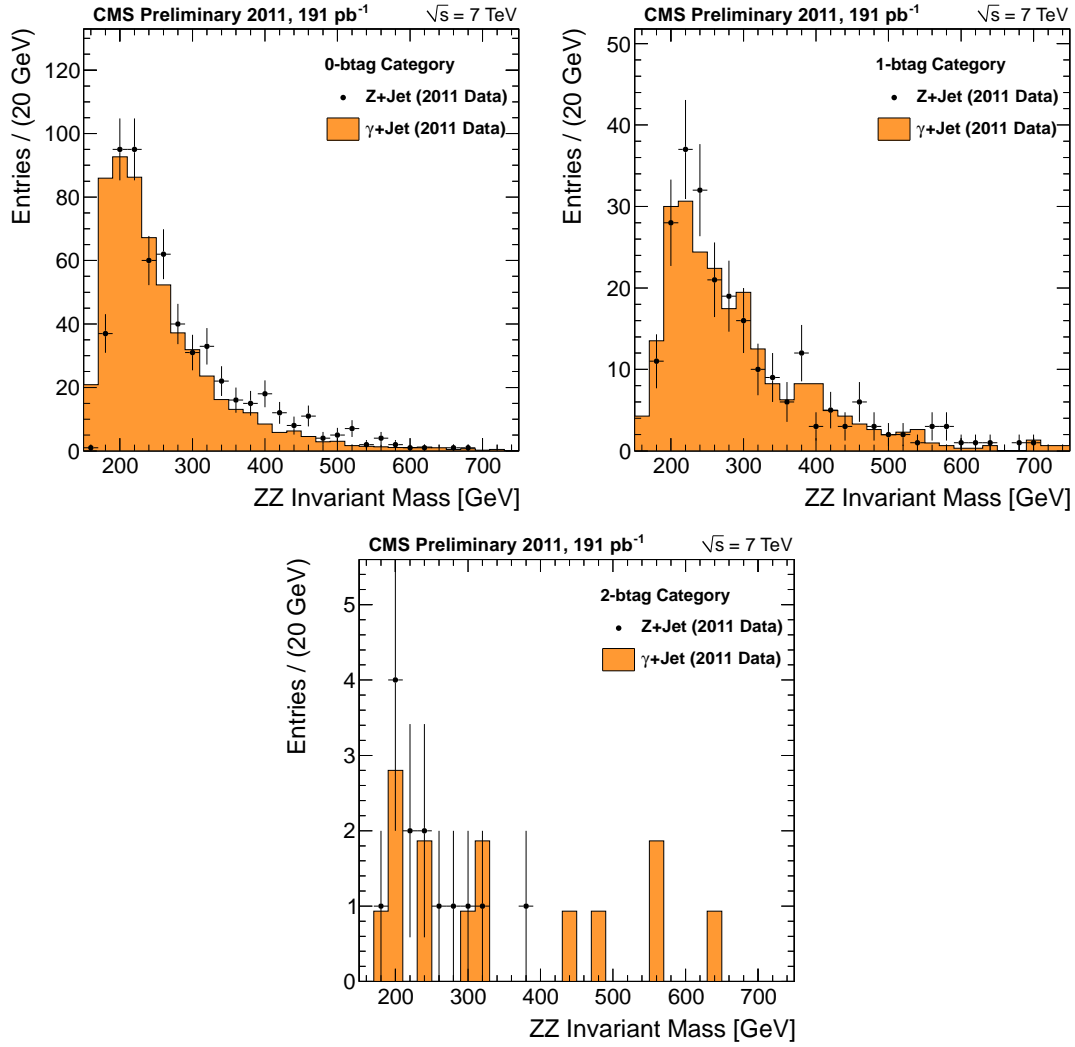 CMS Preliminary 2011, 191 pb-1 √s = 7 TeV
0-btag Category
Z+Jet (2011 Data)
γ+Jet (2011 Data)
Entries / (20 GeV)
120
100
80
60
40
20
0
200 300 400 500 600 700
ZZ Invariant Mass [GeV]
CMS Preliminary 2011, 191 pb-1 √s = 7 TeV
1-btag Category
Z+Jet (2011 Data)
γ+Jet (2011 Data)
Entries / (20 GeV)
50
40
30
20
10
0
200 300 400 500 600 700
ZZ Invariant Mass [GeV]
CMS Preliminary 2011, 191 pb-1 √s = 7 TeV
2-btag Category
Z+Jet (2011 Data)
γ+Jet (2011 Data)
Entries / (20 GeV)
5
4
3
2
1
0
200 300 400 500 600 700
ZZ Invariant Mass [GeV]